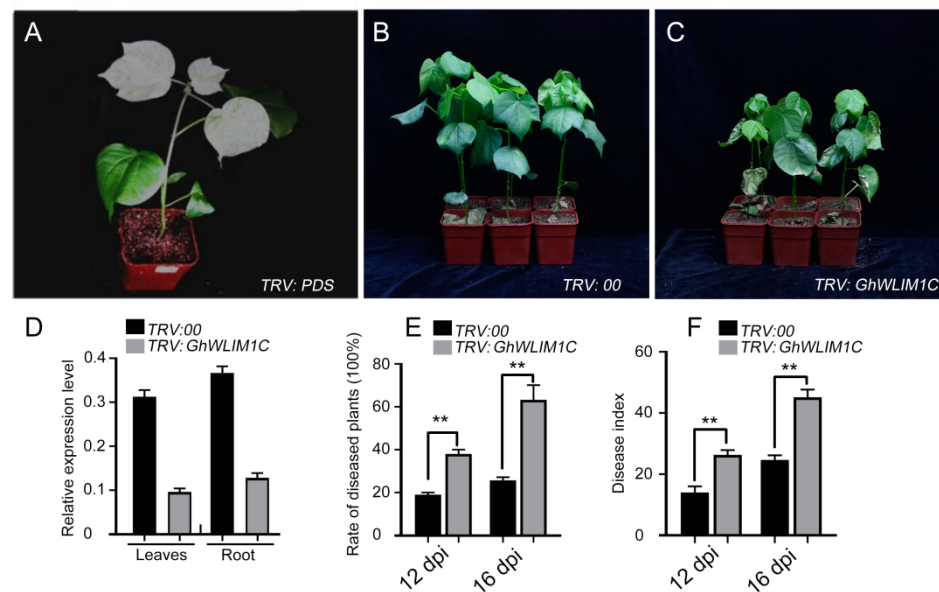 A
B
C
TRV: PDS
TRV: 00
TRV: GhWLIM1C
D
TRV:00
TRV: GhWLIM1C
Relative expression level
0.4
0.3
0.2
0.1
0
Leaves
Root
E
TRV:00
TRV: GhWLIM1C
Rate of diseased plants (100%)
80
60
40
20
0
**
**
12 dpi
16 dpi
F
TRV:00
TRV: GhWLIM1C
Disease index
60
40
20
0
**
**
12 dpi
16 dpi